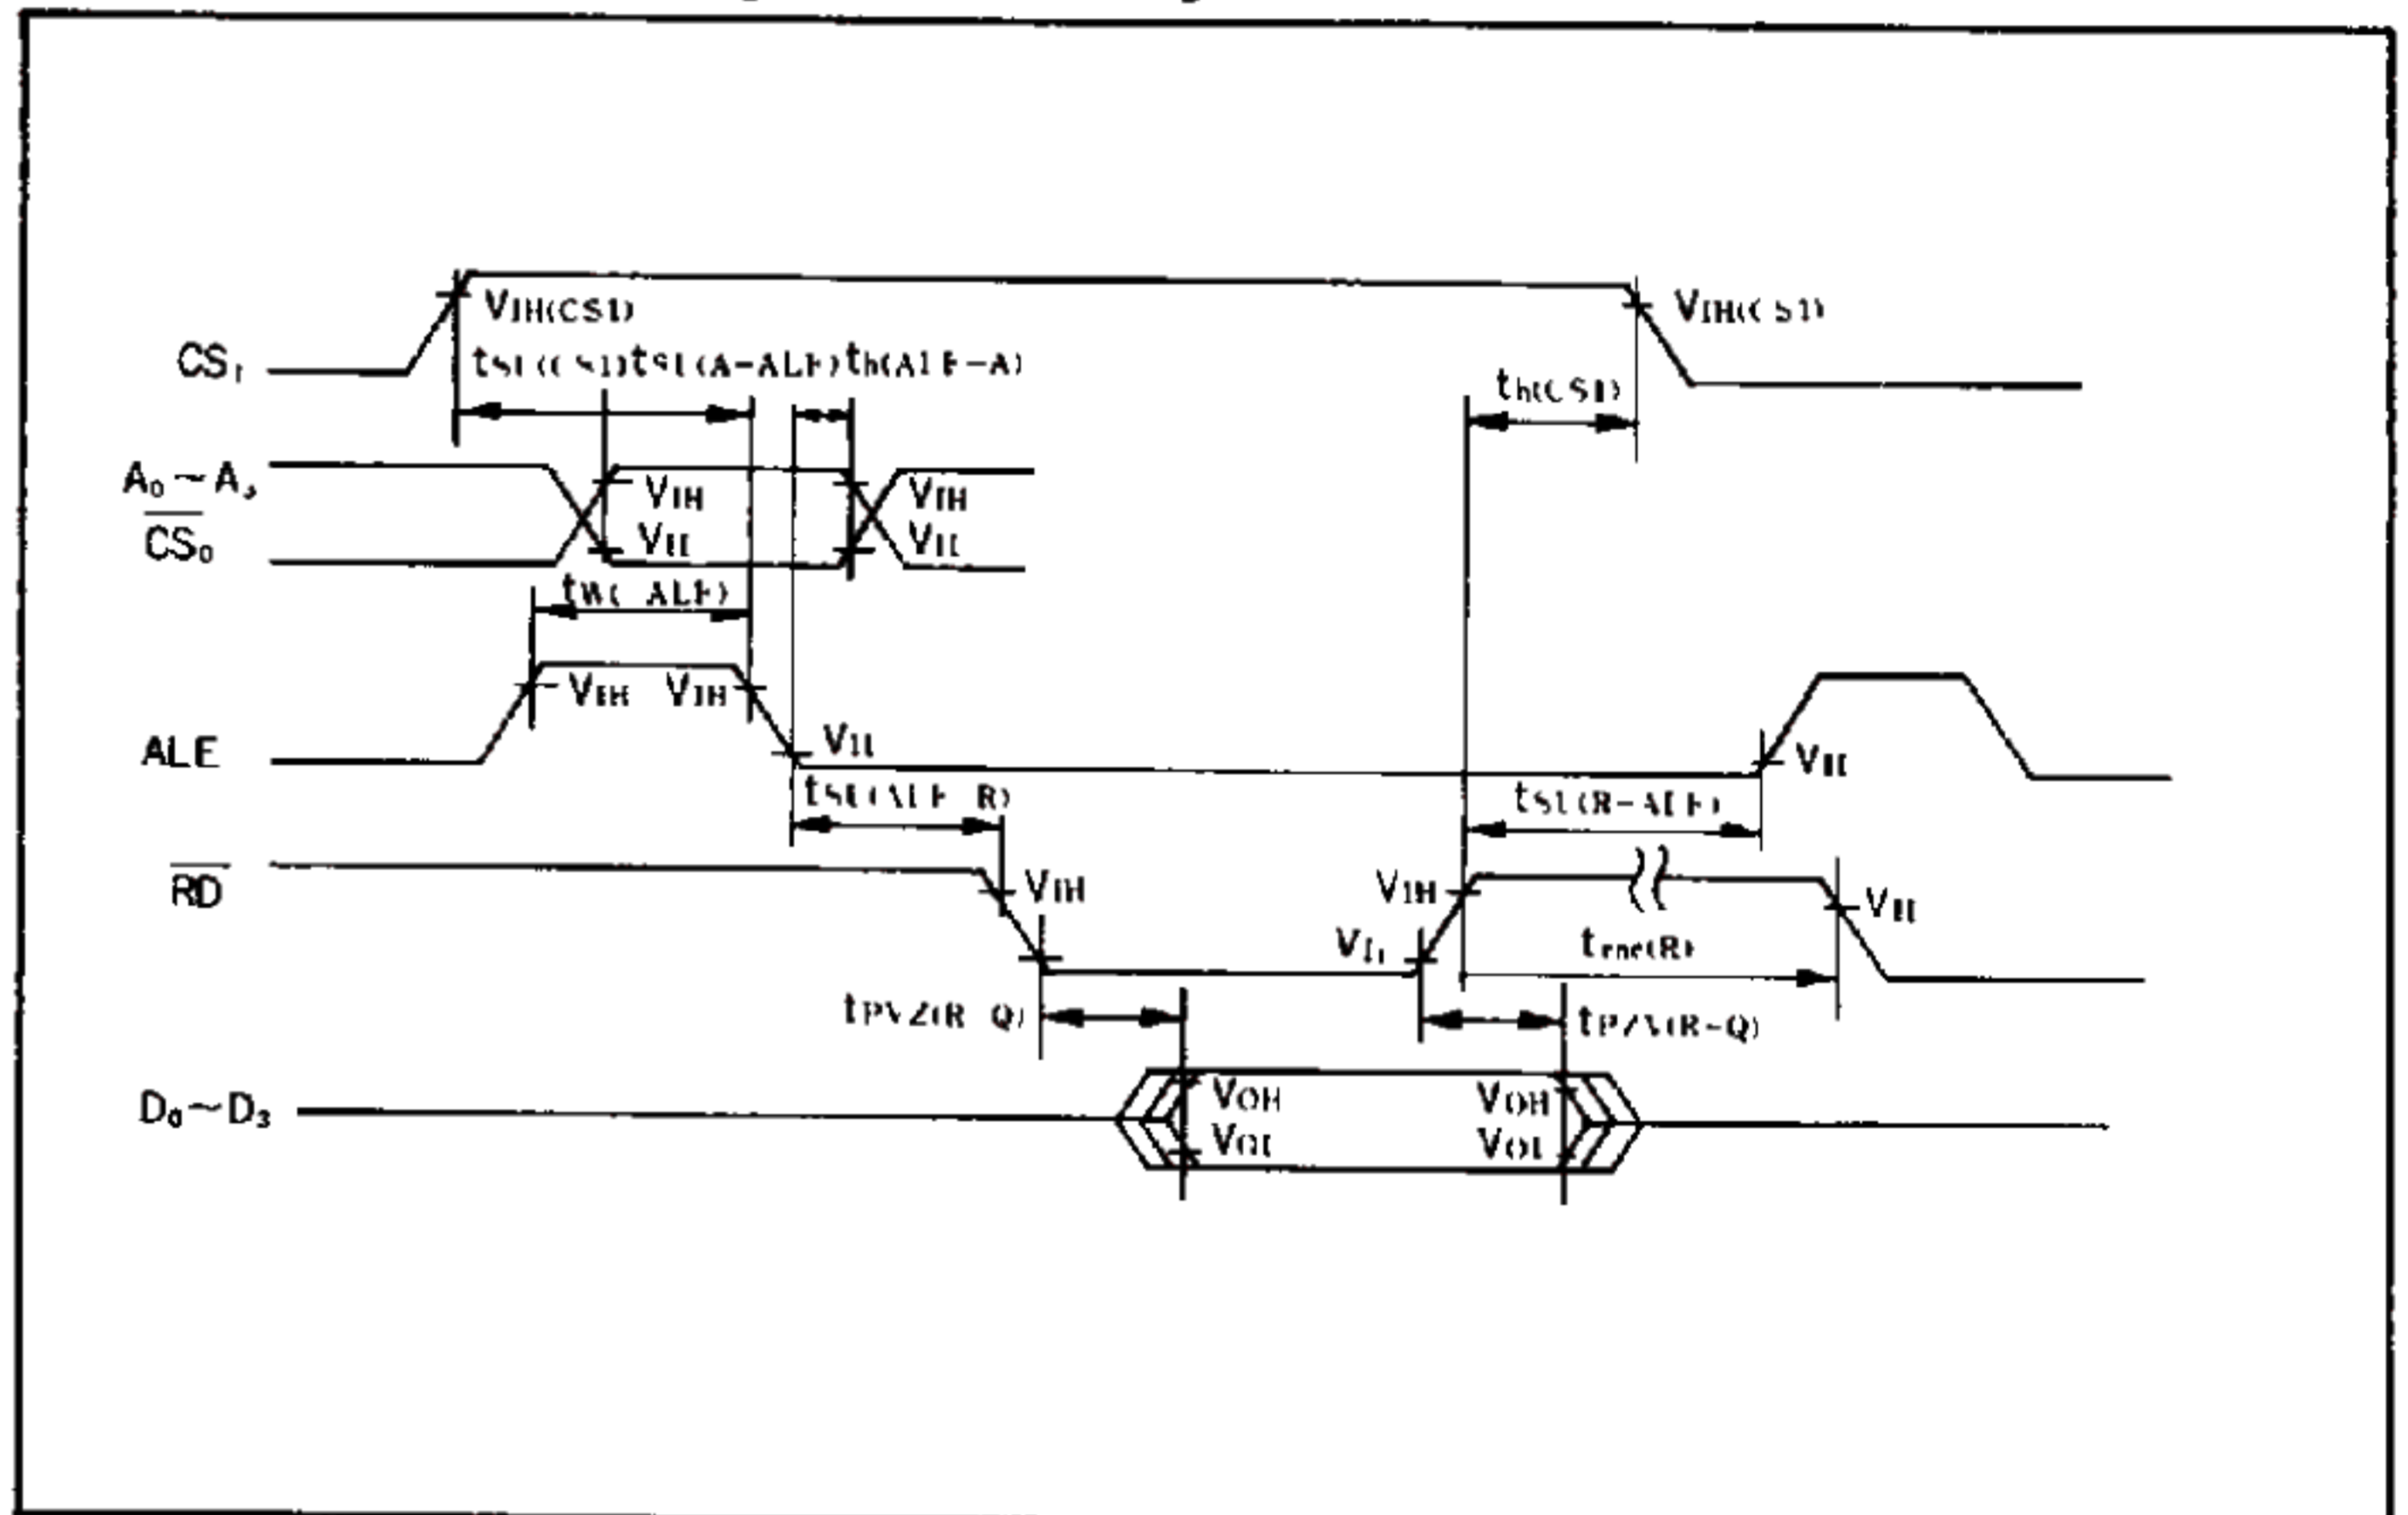 VIH(CS1) VIH(CS1)
CS1 tSU(CS1) tSU(A-ALE) th(ALE-A)
th(CS1)
A0~A3 VIH VIH
CS0 VIL VIL
tW( ALE)
VIH VIH
ALE VIL VIL
tSU(ALE R) tSU(R-ALE)
RD VIH VIH VIL
VIL trec(R)
tPVZ(R Q) tPZV(R-Q)
D0~D3 VOH VOH
VOL VOL